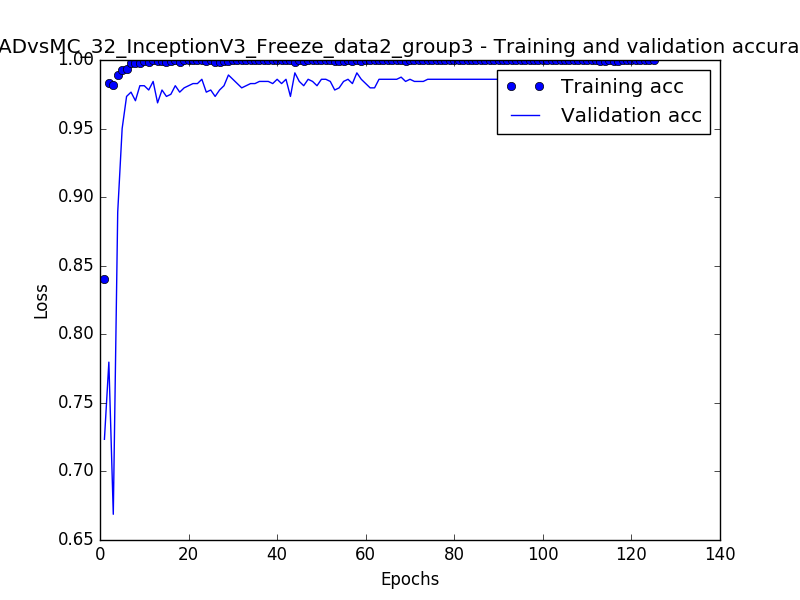 ADvsMC_32_InceptionV3_Freeze_data2_group3 - Training and validation accura
1.00
0.95
0.90
0.85
0.80
0.75
0.70
0.65
Loss
Training acc
Validation acc
0 20 40 60 80 100 120 140
Epochs